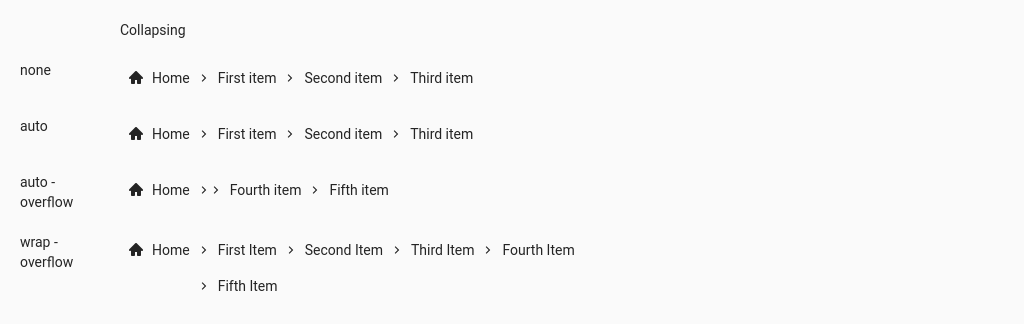 Collapsing
none
Home > First item > Second item > Third item
auto
Home > First item > Second item > Third item
auto -
overflow
Home > > Fourth item > Fifth item
wrap -
overflow
Home > First Item > Second Item > Third Item > Fourth Item
> Fifth Item